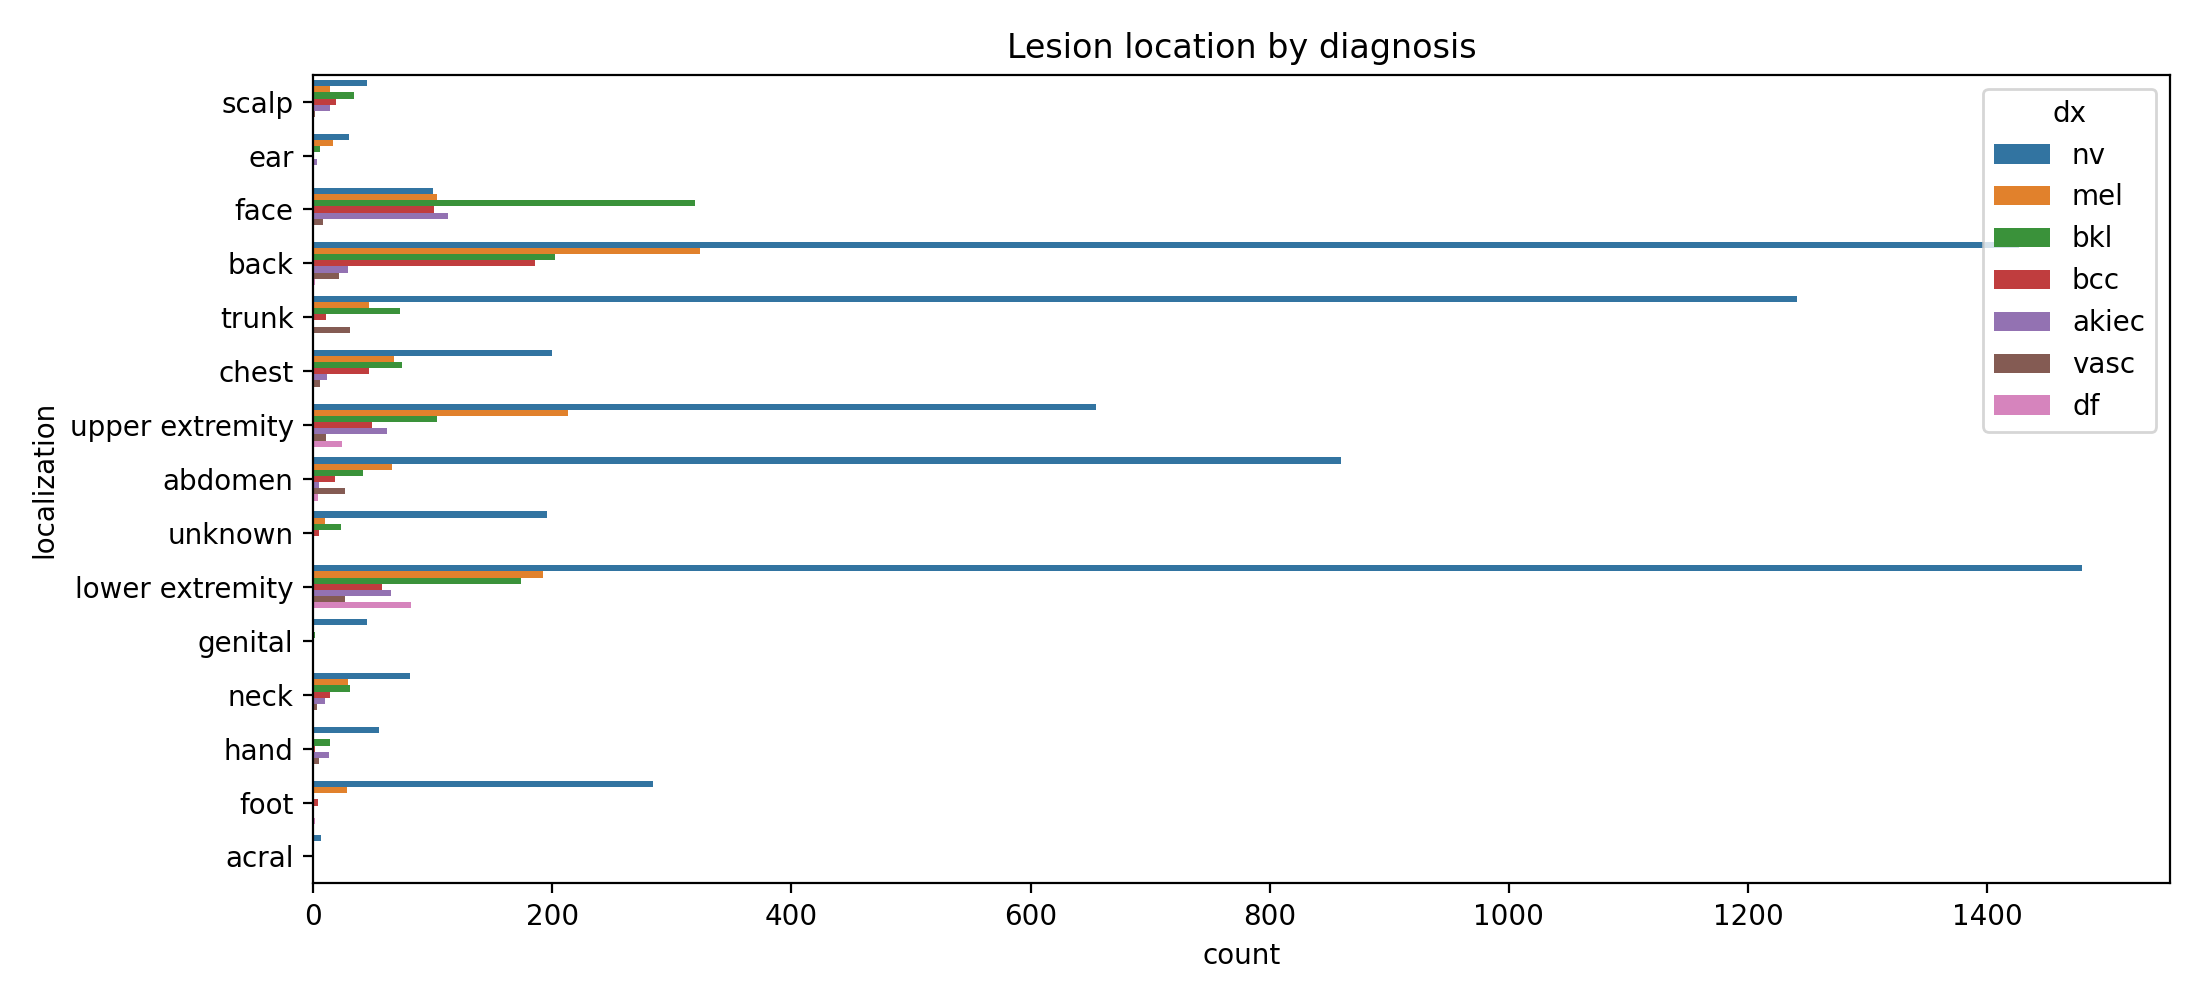 Lesion location by diagnosis
scalp
ear
face
back
trunk
chest
upper extremity
abdomen
unknown
lower extremity
genital
neck
hand
foot
acral
localization
0 200 400 600 800 1000 1200 1400
count
dx
nv
mel
bkl
bcc
akiec
vasc
df